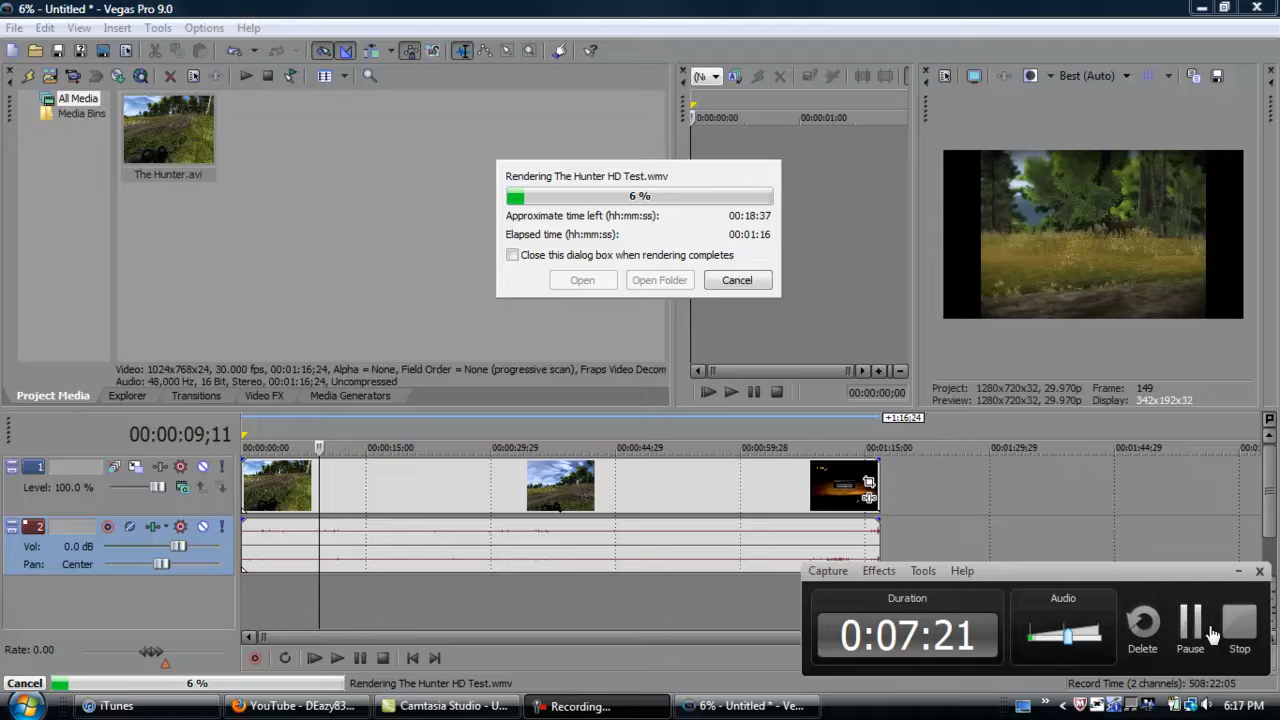 6% - Untitled * - Vegas Pro 9.0
File Edit View Insert Tools Options Help
All Media
Media Bins
The Hunter.avi
Best (Auto)
0:00:00:00 00:00:01:00
Rendering The Hunter HD Test.wmv
6 %
Approximate time left (hh:mm:ss): 00:18:37
Elapsed time (hh:mm:ss): 00:01:16
Close this dialog box when rendering completes
Open Open Folder Cancel
Video: 1024x768x24, 30.000 fps, 00:01:16;24, Alpha = None, Field Order = None (progressive scan), Fraps Video Decom
Audio: 48,000 Hz, 16 Bit, Stereo, 00:01:16;24, Uncompressed
Project Media Explorer Transitions Video FX Media Generators
00:00:00;00
Project: 1280x720x32, 29.970p Frame: 149
Preview: 1280x720x32, 29.970p Display: 342x192x32
+1:16;24
00:00:09;11
00:00:00;00 00:00:15;00 00:00:29;29 00:00:44;29 00:00:59;28 00:01:15;00 00:01:29;29 00:01:44;29
1
Level: 100.0 %
2
Vol: 0.0 dB
Pan: Center
Capture Effects Tools Help
Duration Audio
0:07:21
Delete Pause Stop
Rate: 0.00
Cancel 6 % Rendering The Hunter HD Test.wmv
Record Time (2 channels): 508:22:05
iTunes YouTube - DEazy83... Camtasia Studio - U... Recording... 6% - Untitled * - Ve... 6:17 PM